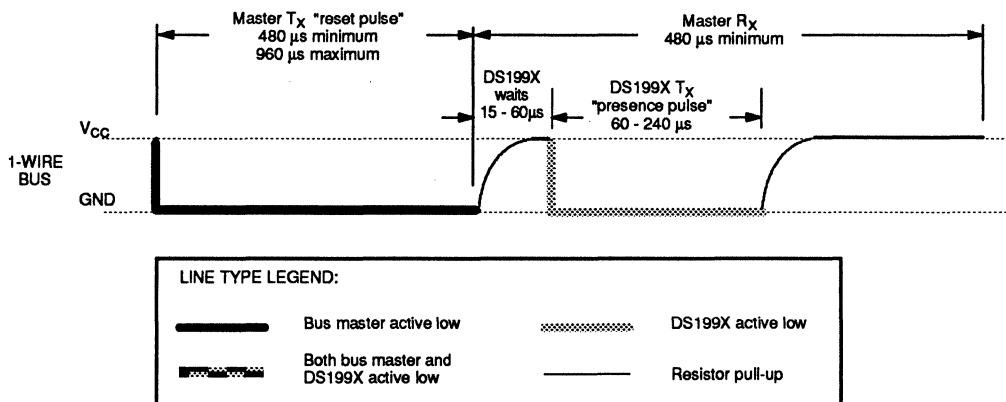 Master TX "reset pulse"
480 µs minimum
960 µs maximum
Master RX
480 µs minimum
DS199X
waits
15 - 60µs
DS199X TX
"presence pulse"
60 - 240 µs
VCC
1-WIRE
BUS
GND
LINE TYPE LEGEND:
Bus master active low
DS199X active low
Both bus master and
DS199X active low
Resistor pull-up